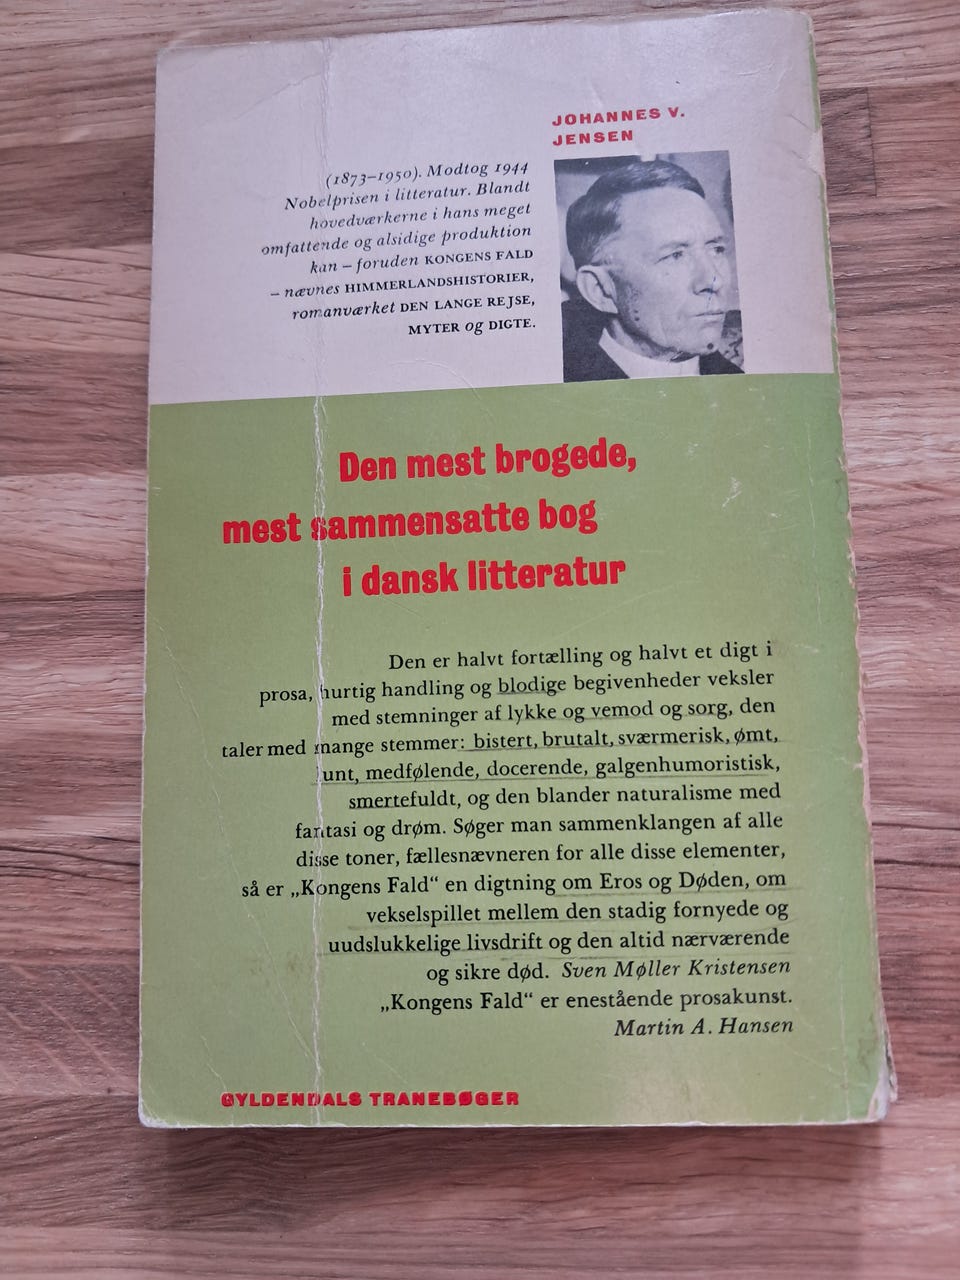 JOHANNES V.
JENSEN
(1873–1950). Modtog 1944
Nobelprisen i litteratur. Blandt
hovedværkerne i hans meget
omfattende og alsidige produktion
kan – foruden KONGENS FALD
– nævnes HIMMERLANDSHISTORIER,
romanværket DEN LANGE REJSE,
MYTER og DIGTE.
Den mest brogede,
mest sammensatte bog
i dansk litteratur
Den er halvt fortælling og halvt et digt i
prosa, hurtig handling og blodige begivenheder veksler
med stemninger af lykke og vemod og sorg, den
taler med mange stemmer: bistert, brutalt, sværmerisk, ømt,
unt, medfølende, docerende, galgenhumoristisk,
smertefuldt, og den blander naturalisme med
fantasi og drøm. Søger man sammenklangen af alle
disse toner, fællesnævneren for alle disse elementer,
så er „Kongens Fald“ en digtning om Eros og Døden, om
vekselspillet mellem den stadig fornyede og
uudslukkelige livsdrift og den altid nærværende
og sikre død. Sven Møller Kristensen
„Kongens Fald“ er enestående prosakunst.
Martin A. Hansen
GYLDENDALS TRANEBØGER